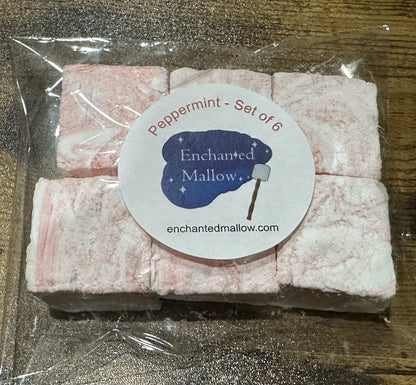 Peppermint - Set of 6
Enchanted
Mallow
enchantedmallow.com